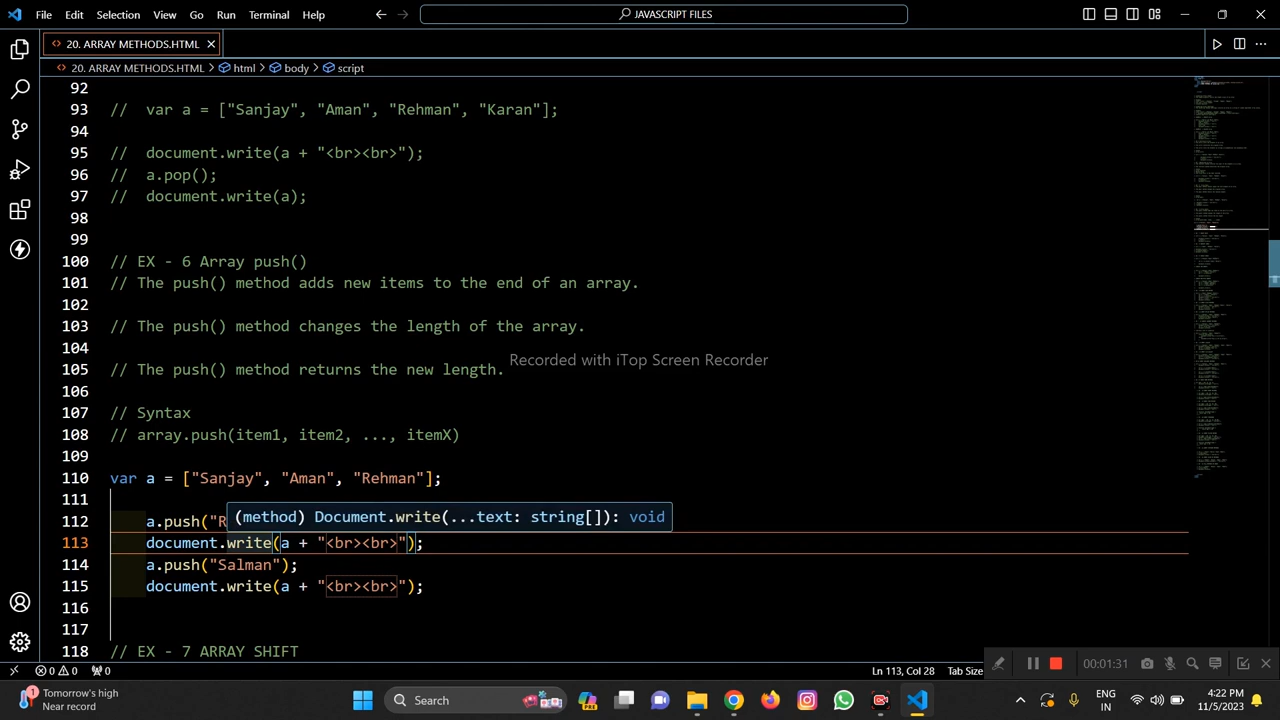 File Edit Selection View Go Run Terminal Help JAVASCRIPT FILES
20. ARRAY METHODS.HTML
20. ARRAY METHODS.HTML > html > body > script
92
93 // var a = ["Sanjay", "Aman", "Rehman" "
94
95 // document.write(a + "<br><br>");
96 // a.pop();
97 // document.write(a);
98
99
100 // EX - 6 Array push()
101 // The push() method adds new items to the end of an array.
102
103 // The push() method changes the length of the array.
104
105 // The push() method returns the new length.
106
107 // Syntax
108 // array.push(item1, item2, ..., itemX)
109
110 var a = ["Sanjay", "Aman "Rehman"];
111
(method) Document.write(...text: string[]): void
112 a.push("R
113 document.write(a + "<br><br>");
114 a.push("Salman");
115 document.write(a + "<br><br>");
116
117
118 // EX - 7 ARRAY SHIFT
Recorded with iTop Screen Recorder
00:01:31
0 0 0 Ln 113, Col 28 Tab Size
1 Tomorrow's high
Near record
Search
PRE
ENG
IN
4:22 PM
11/5/2023